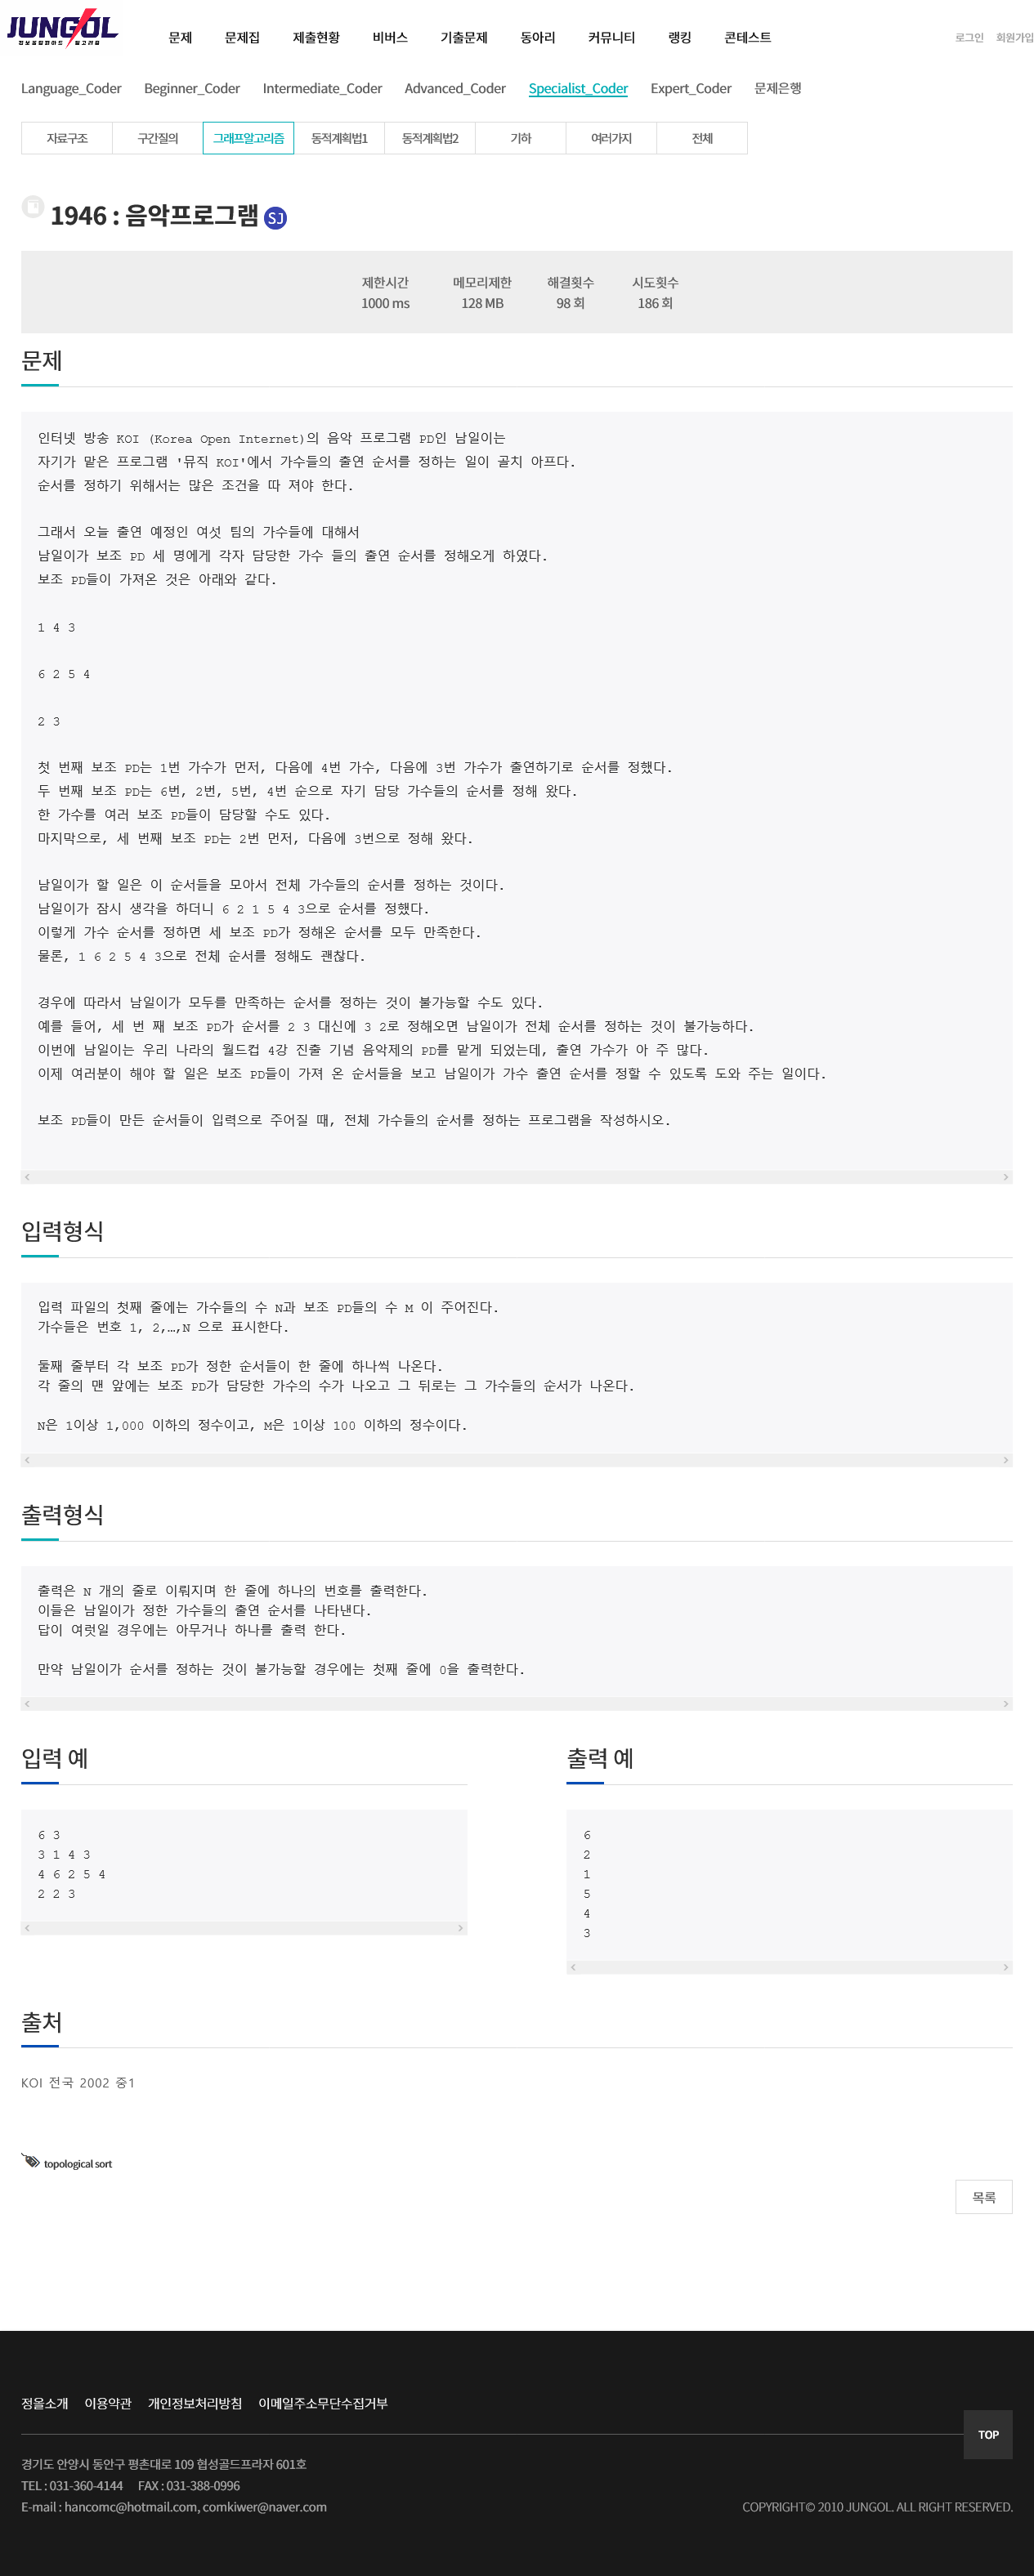 JUNGOL
정보올림피아드 & 알고리즘
문제 문제집 제출현황 비버스 기출문제 동아리 커뮤니티 랭킹 콘테스트 로그인 회원가입
Language_Coder Beginner_Coder Intermediate_Coder Advanced_Coder Specialist_Coder Expert_Coder 문제은행
자료구조 구간질의 그래프알고리즘 동적계획법1 동적계획법2 기하 여러가지 전체
1946 : 음악프로그램 SJ
제한시간 메모리제한 해결횟수 시도횟수
1000 ms 128 MB 98 회 186 회
문제
인터넷 방송 KOI (Korea Open Internet)의 음악 프로그램 PD인 남일이는
자기가 맡은 프로그램 '뮤직 KOI'에서 가수들의 출연 순서를 정하는 일이 골치 아프다.
순서를 정하기 위해서는 많은 조건을 따 져야 한다.
그래서 오늘 출연 예정인 여섯 팀의 가수들에 대해서
남일이가 보조 PD 세 명에게 각자 담당한 가수 들의 출연 순서를 정해오게 하였다.
보조 PD들이 가져온 것은 아래와 같다.
1 4 3
6 2 5 4
2 3
첫 번째 보조 PD는 1번 가수가 먼저, 다음에 4번 가수, 다음에 3번 가수가 출연하기로 순서를 정했다.
두 번째 보조 PD는 6번, 2번, 5번, 4번 순으로 자기 담당 가수들의 순서를 정해 왔다.
한 가수를 여러 보조 PD들이 담당할 수도 있다.
마지막으로, 세 번째 보조 PD는 2번 먼저, 다음에 3번으로 정해 왔다.
남일이가 할 일은 이 순서들을 모아서 전체 가수들의 순서를 정하는 것이다.
남일이가 잠시 생각을 하더니 6 2 1 5 4 3으로 순서를 정했다.
이렇게 가수 순서를 정하면 세 보조 PD가 정해온 순서를 모두 만족한다.
물론, 1 6 2 5 4 3으로 전체 순서를 정해도 괜찮다.
경우에 따라서 남일이가 모두를 만족하는 순서를 정하는 것이 불가능할 수도 있다.
예를 들어, 세 번 째 보조 PD가 순서를 2 3 대신에 3 2로 정해오면 남일이가 전체 순서를 정하는 것이 불가능하다.
이번에 남일이는 우리 나라의 월드컵 4강 진출 기념 음악제의 PD를 맡게 되었는데, 출연 가수가 아 주 많다.
이제 여러분이 해야 할 일은 보조 PD들이 가져 온 순서들을 보고 남일이가 가수 출연 순서를 정할 수 있도록 도와 주는 일이다.
보조 PD들이 만든 순서들이 입력으로 주어질 때, 전체 가수들의 순서를 정하는 프로그램을 작성하시오.
입력형식
입력 파일의 첫째 줄에는 가수들의 수 N과 보조 PD들의 수 M 이 주어진다.
가수들은 번호 1, 2,…,N 으로 표시한다.
둘째 줄부터 각 보조 PD가 정한 순서들이 한 줄에 하나씩 나온다.
각 줄의 맨 앞에는 보조 PD가 담당한 가수의 수가 나오고 그 뒤로는 그 가수들의 순서가 나온다.
N은 1이상 1,000 이하의 정수이고, M은 1이상 100 이하의 정수이다.
출력형식
출력은 N 개의 줄로 이뤄지며 한 줄에 하나의 번호를 출력한다.
이들은 남일이가 정한 가수들의 출연 순서를 나타낸다.
답이 여럿일 경우에는 아무거나 하나를 출력 한다.
만약 남일이가 순서를 정하는 것이 불가능할 경우에는 첫째 줄에 0을 출력한다.
입력 예
6 3
3 1 4 3
4 6 2 5 4
2 2 3
출력 예
6
2
1
5
4
3
출처
KOI 전국 2002 중1
topological sort
목록
정올소개 이용약관 개인정보처리방침 이메일주소무단수집거부
TOP
경기도 안양시 동안구 평촌대로 109 협성골드프라자 601호
TEL : 031-360-4144 FAX : 031-388-0996
E-mail : hancomc@hotmail.com, comkiwer@naver.com
COPYRIGHT© 2010 JUNGOL. ALL RIGHT RESERVED.